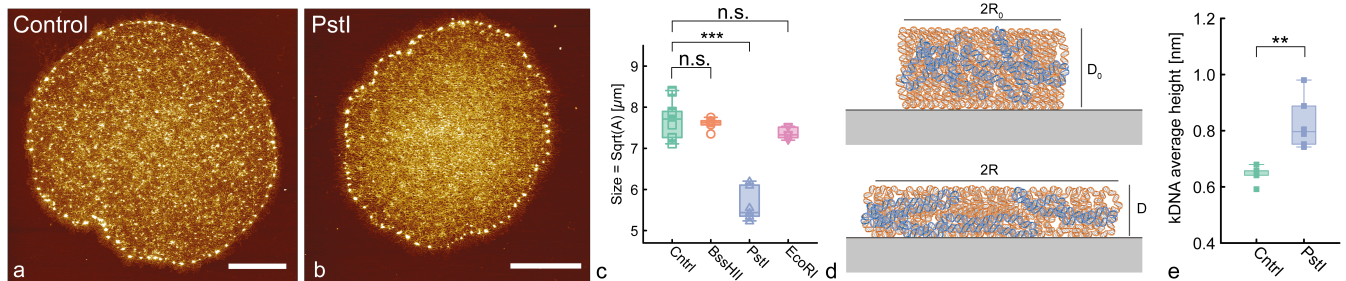 Control
a
PstI
b
n.s.
***
n.s.
9
8
7
6
5
Size = Sqrt(A) [µm]
Cntrl
BssHII
PstI
EcoRI
c
2R₀
D₀
2R
D
d
**
1.2
1.0
0.8
0.6
0.4
kDNA average height [nm]
Cntrl
PstI
e